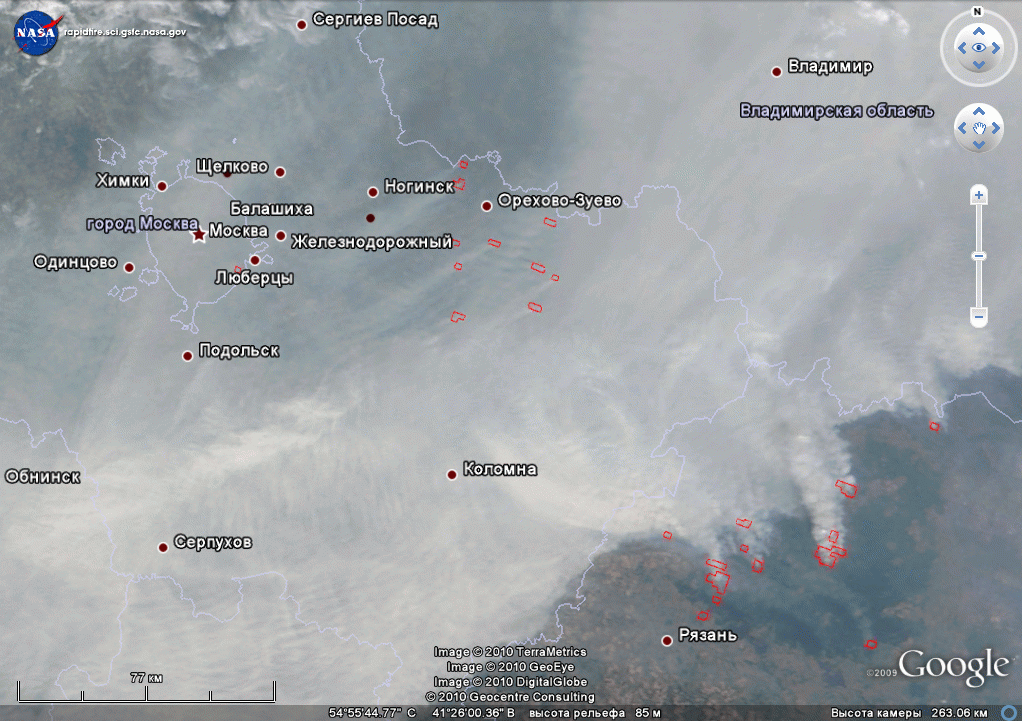 NASA
rapidfire.sci.gsfc.nasa.gov
Сергиев Посад
N
Владимир
Владимирская область
Щелково
Химки
Ногинск
Орехово-Зуево
Балашиха
город Москва
Москва
Железнодорожный
Одинцово
Люберцы
Подольск
Коломна
Обнинск
Серпухов
Рязань
Image © 2010 TerraMetrics
Image © 2010 GeoEye
Image © 2010 DigitalGlobe
© 2010 Geocentre Consulting
©2009 Google
77 км
54°55'44.77" С 41°26'00.36" В высота рельефа 85 м
Высота камеры 263.06 км